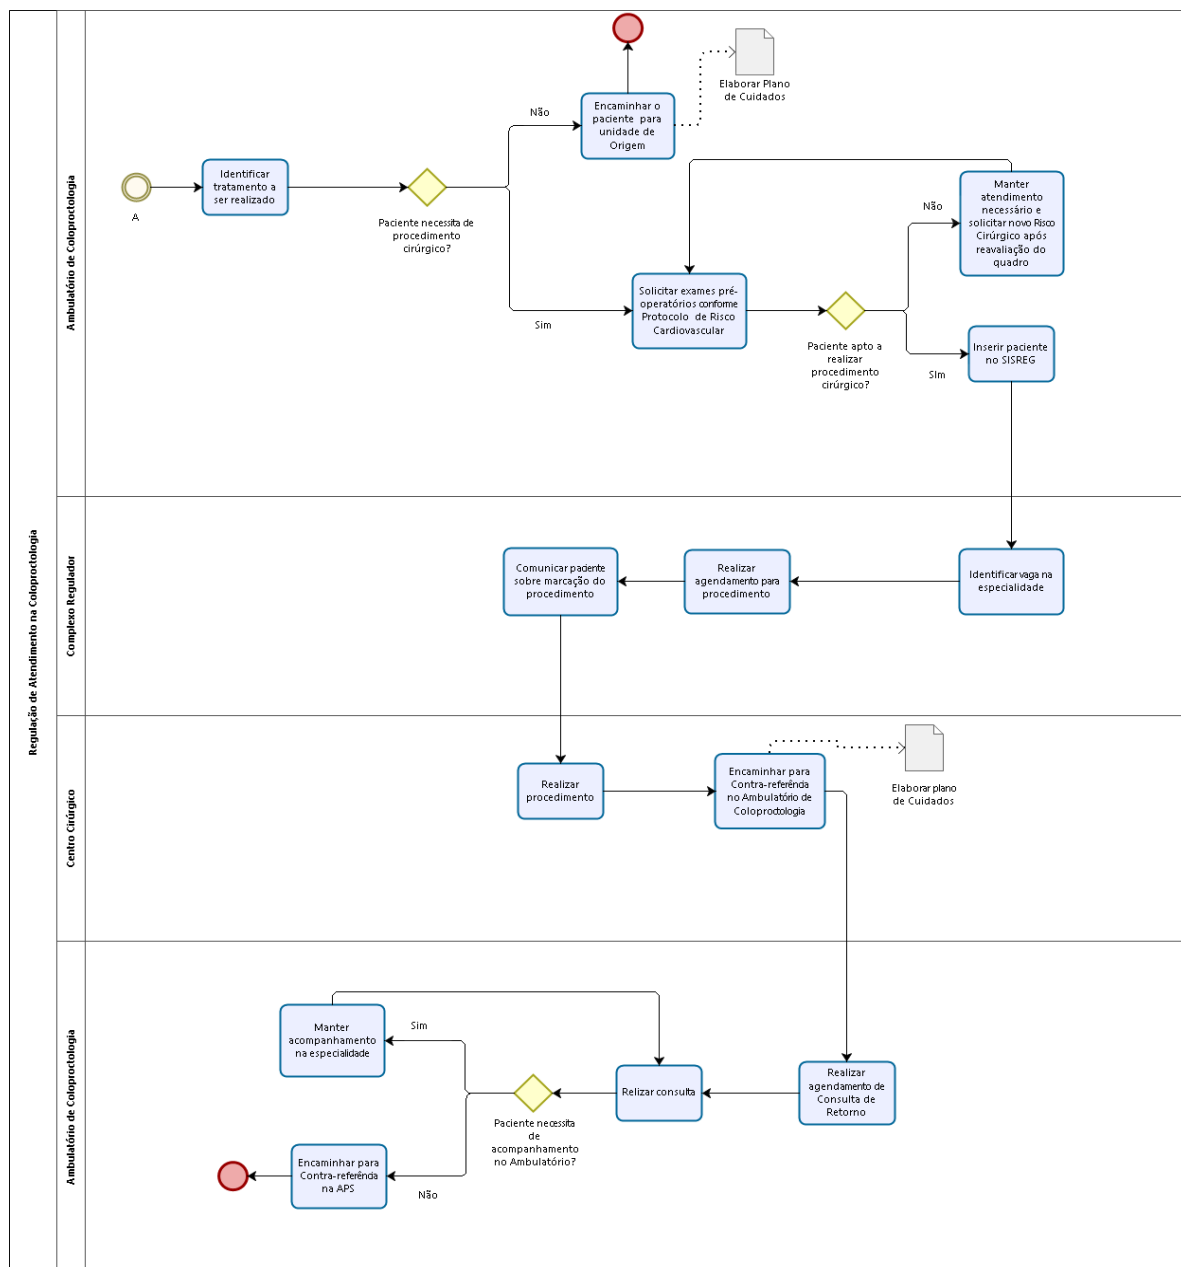 Regulação de Atendimento na Coloproctologia
Ambulatório de Coloproctologia
A
Identificar
tratamento a
ser realizado
Paciente necessita de
procedimento
cirúrgico?
Não
Encaminhar o
paciente para
unidade de
Origem
Elaborar Plano
de Cuidados
Sim
Solicitar exames pré-
operatórios conforme
Protocolo de Risco
Cardiovascular
Paciente apto a
realizar
procedimento
cirúrgico?
Não
Manter
atendimento
necessário e
solicitar novo Risco
Cirúrgico após
reavaliação do
quadro
SIm
Inserir paciente
no SISREG
Complexo Regulador
Comunicar paciente
sobre marcação do
procedimento
Realizar
agendamento para
procedimento
Identificar vaga na
especialidade
Centro Cirúrgico
Realizar
procedimento
Encaminhar para
Contra-referência
no Ambulatório de
Coloproctologia
Elaborar plano
de Cuidados
Ambulatório de Coloproctologia
Manter
acompanhamento
na especialidade
Sim
Paciente necessita
de
acompanhamento
no Ambulatório?
Relizar consulta
Realizar
agendamento de
Consulta de
Retorno
Encaminhar para
Contra-referência
na APS
Não